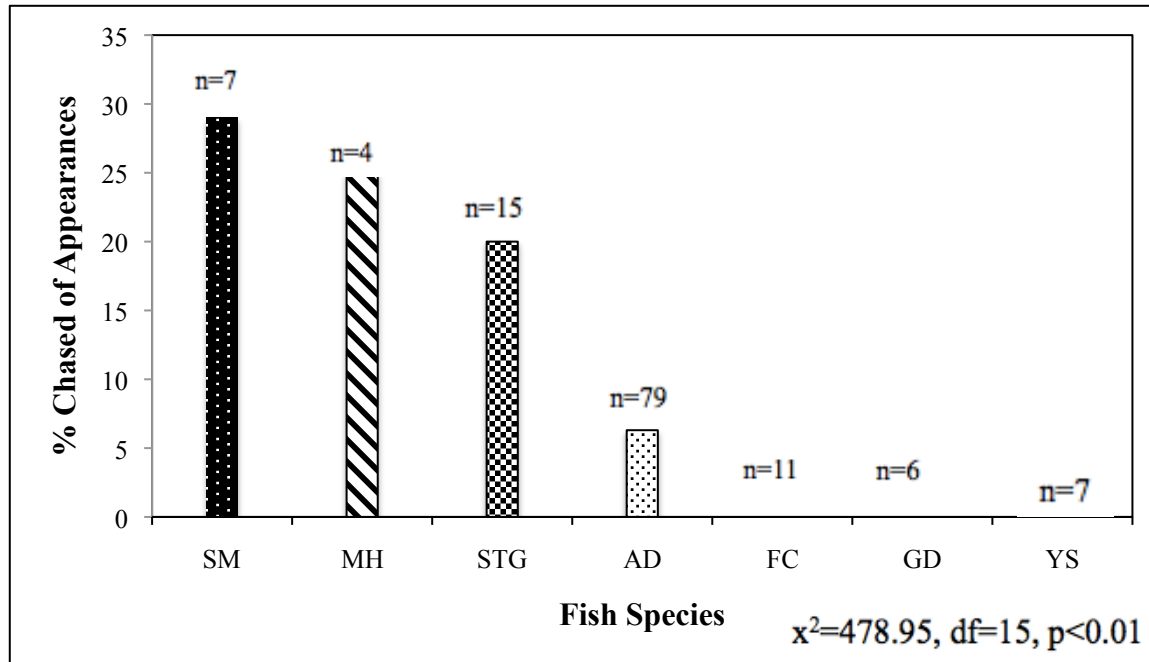 % Chased of Appearances
35
30
25
20
15
10
5
0
n=7
n=4
n=15
n=79
n=11
n=6
n=7
SM MH STG AD FC GD YS
Fish Species
x²=478.95, df=15, p<0.01